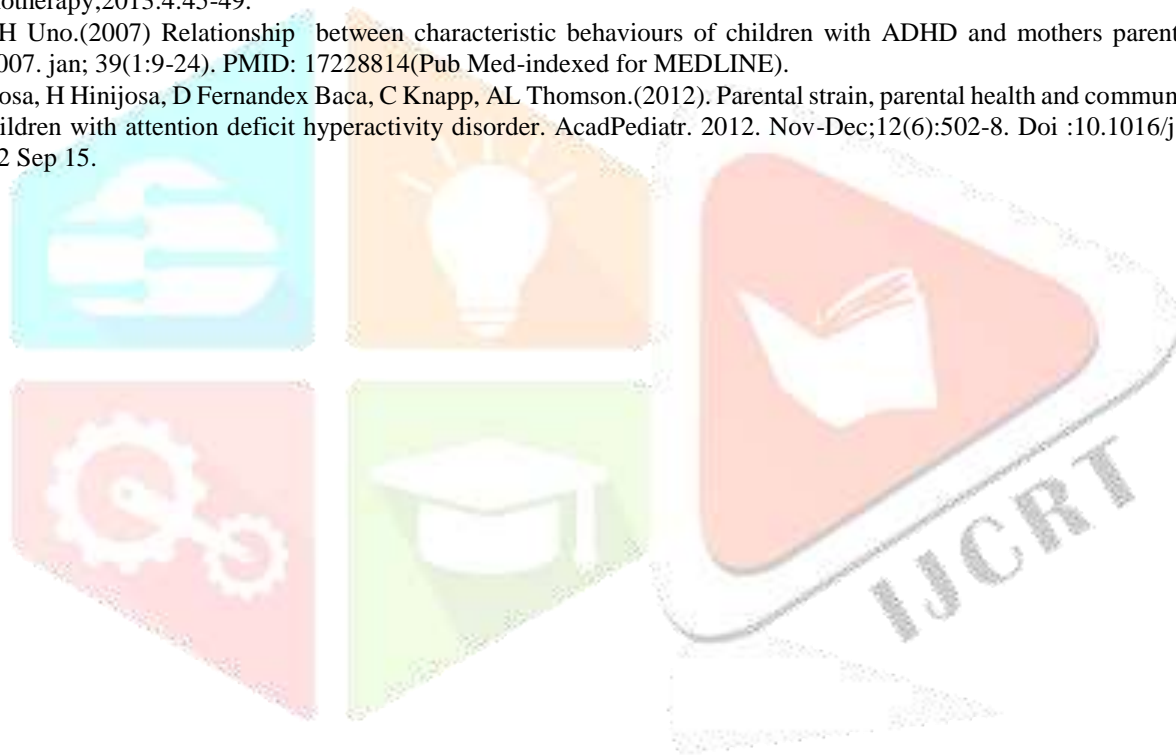 otherapy,2013.4.45-49.
H Uno.(2007) Relationship between characteristic behaviours of children with ADHD and mothers parent
007. jan; 39(1:9-24). PMID: 17228814(Pub Med-indexed for MEDLINE).
osa, H Hinijosa, D Fernandex Baca, C Knapp, AL Thomson.(2012). Parental strain, parental health and commun
ildren with attention deficit hyperactivity disorder. AcadPediatr. 2012. Nov-Dec;12(6):502-8. Doi :10.1016/j
2 Sep 15.
IJCRT